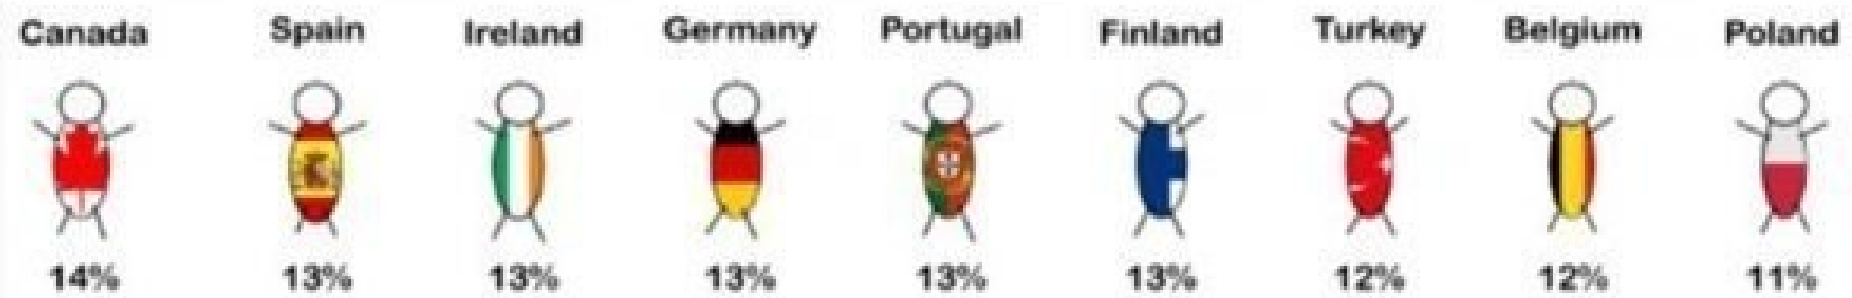 Canada Spain Ireland Germany Portugal Finland Turkey Belgium Poland
14% 13% 13% 13% 13% 13% 12% 12% 11%